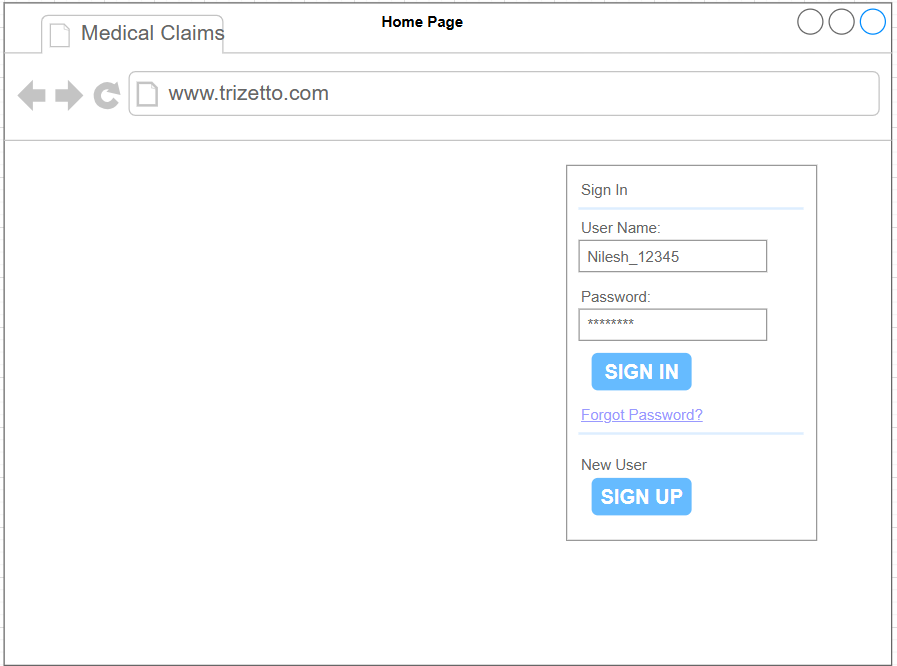 Home Page
Medical Claims
www.trizetto.com
Sign In
User Name:
Nilesh_12345
Password:
********
SIGN IN
Forgot Password?
New User
SIGN UP